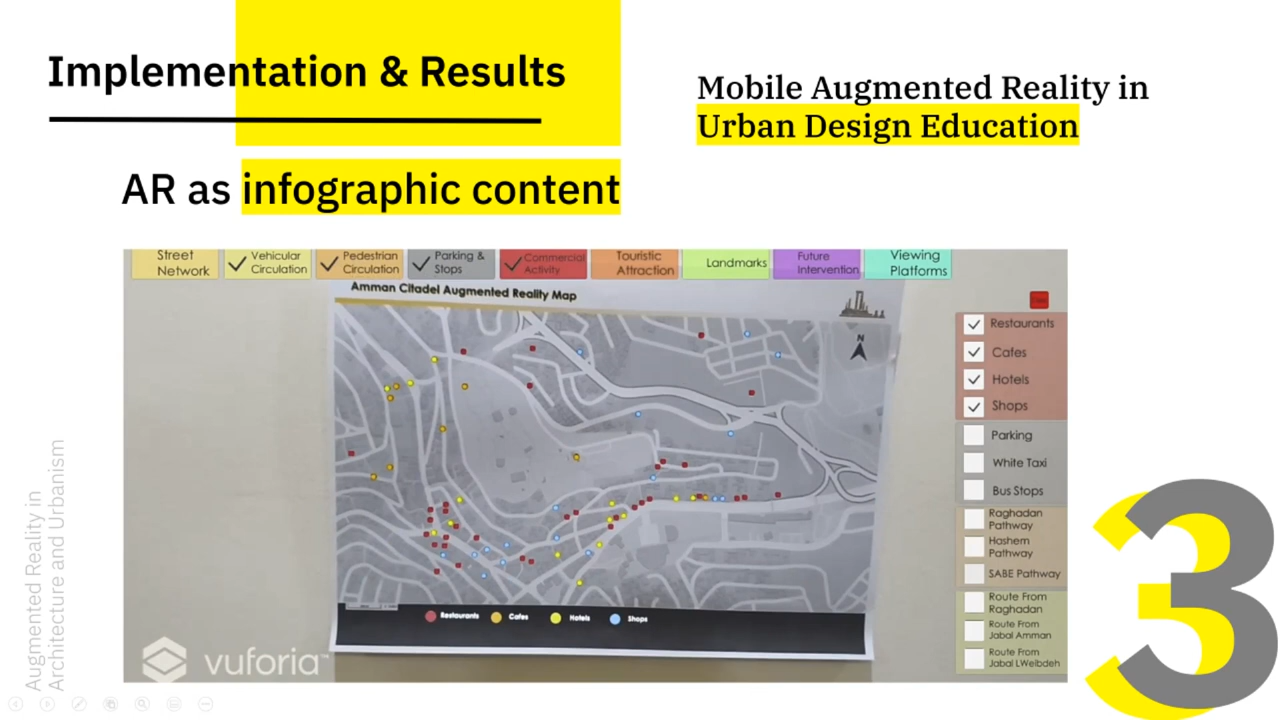 Implementation & Results
Mobile Augmented Reality in
Urban Design Education
AR as infographic content
Street
Network
Vehicular
Circulation
Pedestrian
Circulation
Parking &
Stops
Commercial
Activity
Touristic
Attraction
Landmarks
Future
Intervention
Viewing
Platforms
Amman Citadel Augmented Reality Map
N
Restaurants
Cafes
Hotels
Shops
Parking
White Taxi
Bus Stops
Raghadan
Pathway
Hashem
Pathway
SABE Pathway
Route From
Raghadan
Route From
Jabal Amman
Route From
Jabal LWeibdeh
Restaurants
Cafes
Hotels
Shops
vuforia™
Augmented Reality in
Architecture and Urbanism
3